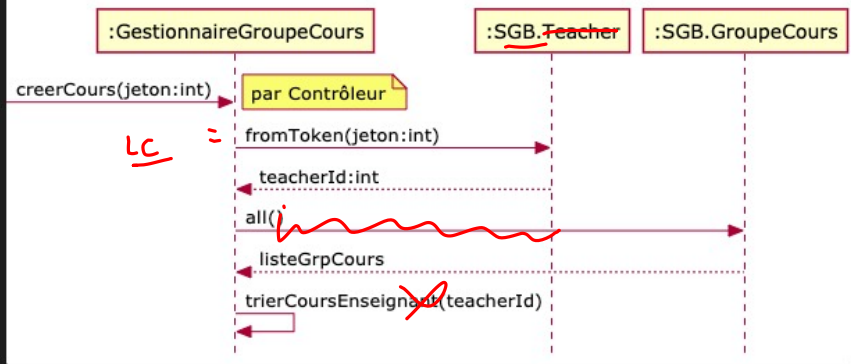 :GestionnaireGroupeCours :SGB.Teacher :SGB.GroupeCours
creerCours(jeton:int) par Contrôleur
LC = fromToken(jeton:int)
teacherId:int
all()
listeGrpCours
trierCoursEnseignant(teacherId)